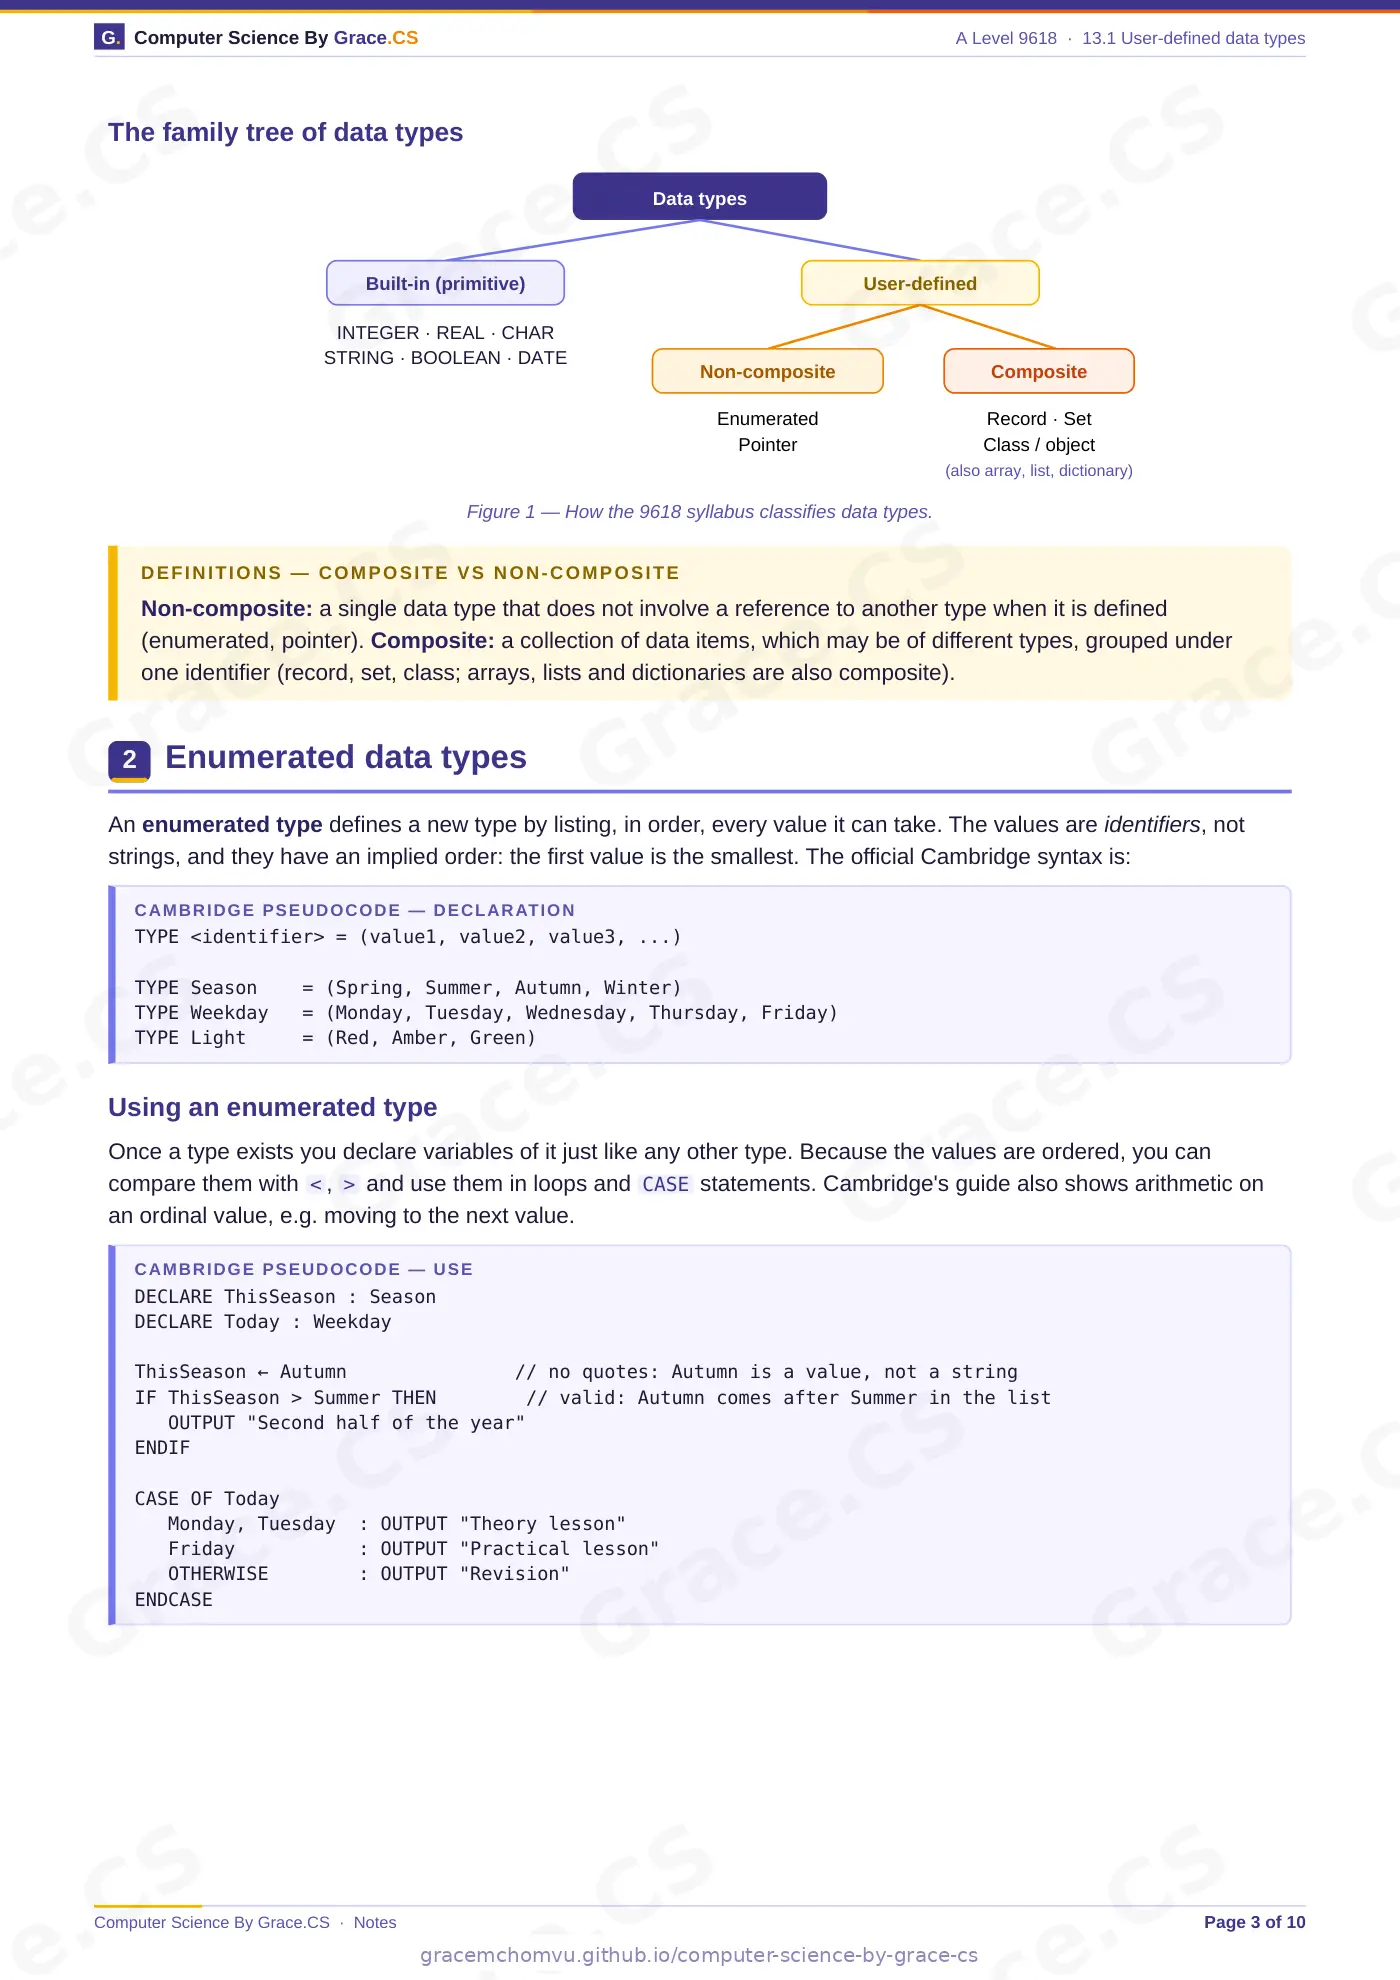 G. Computer Science By Grace.CS
A Level 9618 · 13.1 User-defined data types
The family tree of data types
Data types
Built-in (primitive)
User-defined
INTEGER · REAL · CHAR
STRING · BOOLEAN · DATE
Non-composite
Composite
Enumerated
Pointer
Record · Set
Class / object
(also array, list, dictionary)
Figure 1 — How the 9618 syllabus classifies data types.
DEFINITIONS — COMPOSITE VS NON-COMPOSITE
Non-composite: a single data type that does not involve a reference to another type when it is defined
(enumerated, pointer). Composite: a collection of data items, which may be of different types, grouped under
one identifier (record, set, class; arrays, lists and dictionaries are also composite).
2 Enumerated data types
An enumerated type defines a new type by listing, in order, every value it can take. The values are identifiers, not
strings, and they have an implied order: the first value is the smallest. The official Cambridge syntax is:
CAMBRIDGE PSEUDOCODE — DECLARATION
TYPE <identifier> = (value1, value2, value3, ...)
TYPE Season    = (Spring, Summer, Autumn, Winter)
TYPE Weekday   = (Monday, Tuesday, Wednesday, Thursday, Friday)
TYPE Light     = (Red, Amber, Green)
Using an enumerated type
Once a type exists you declare variables of it just like any other type. Because the values are ordered, you can
compare them with < , > and use them in loops and CASE statements. Cambridge's guide also shows arithmetic on
an ordinal value, e.g. moving to the next value.
CAMBRIDGE PSEUDOCODE — USE
DECLARE ThisSeason : Season
DECLARE Today : Weekday
ThisSeason ← Autumn               // no quotes: Autumn is a value, not a string
IF ThisSeason > Summer THEN        // valid: Autumn comes after Summer in the list
   OUTPUT "Second half of the year"
ENDIF
CASE OF Today
   Monday, Tuesday  : OUTPUT "Theory lesson"
   Friday           : OUTPUT "Practical lesson"
   OTHERWISE        : OUTPUT "Revision"
ENDCASE
Computer Science By Grace.CS · Notes
Page 3 of 10
gracemchomvu.github.io/computer-science-by-grace-cs